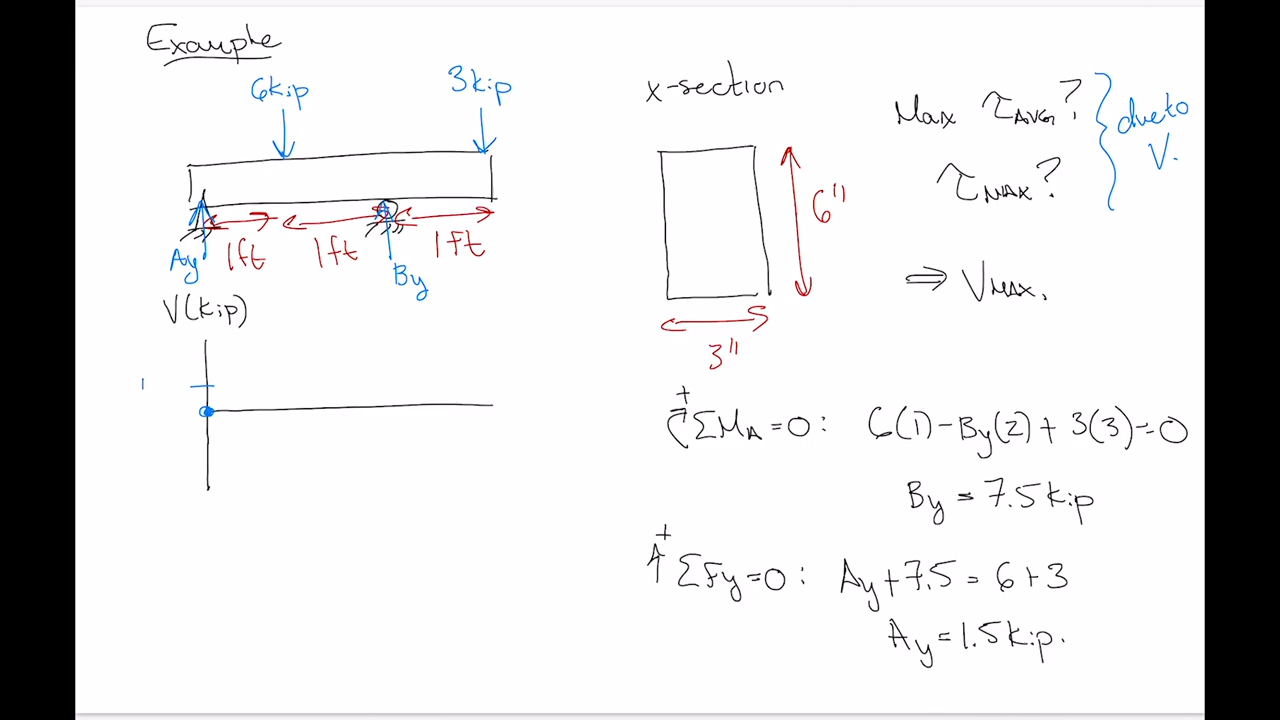 Example
6kip 3kip
1ft 1ft 1ft
Ay By
V(kip)
1
x-section
6"
3"
Max τAVG?
τMAX?
due to
V.
⇒ VMAX.
+ ΣMA=0: 6(1)-By(2)+3(3)=0
By = 7.5kip
+↑ ΣFy=0: Ay+7.5=6+3
Ay=1.5kip.